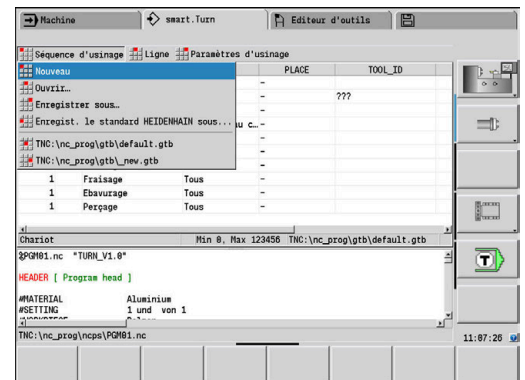 Machine smart.Turn Editeur d'outils
Séquence d'usinage Ligne Paramètres d'usinage
PLACE TOOL_ID
Nouveau
-
Ouvrir...
- ???
Enregistrer sous…
-
Enregist. le standard HEIDENHAIN sous... au c… -
-
TNC:\nc_prog\gtb\default.gtb
-
TNC:\nc_prog\gtb\_new.gtb
-
1 Fraisage Tous -
1 Ebavurage Tous -
1 Perçage Tous -
Chariot Min 0, Max 123456 TNC:\nc_prog\gtb\default.gtb
%PGM01.nc "TURN_V1.0"
HEADER [ Program head ]
#MATERIAL Aluminium
#SETTING 1 und von 1
TNC:\nc_prog\ncps\PGM01.nc
T
11:07:26